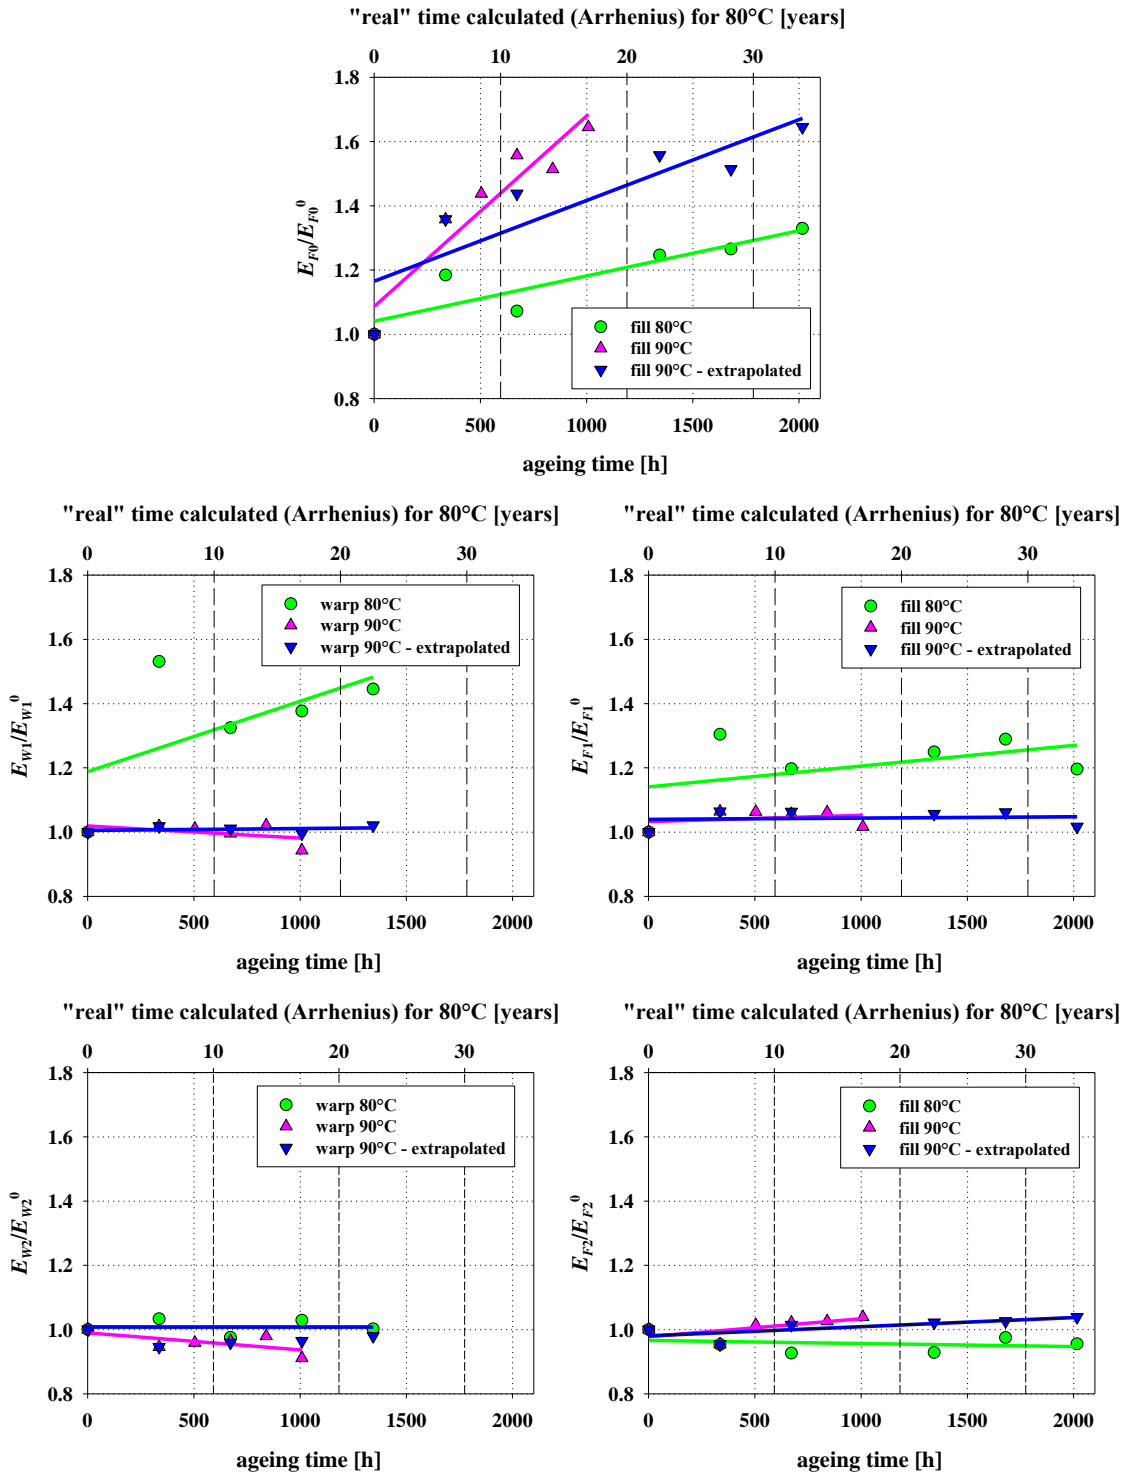 "real" time calculated (Arrhenius) for 80°C [years]
0 10 20 30
1.8
1.6
1.4
1.2
1.0
0.8
E_F0/E_F0^0
fill 80°C
fill 90°C
fill 90°C - extrapolated
0 500 1000 1500 2000
ageing time [h]
"real" time calculated (Arrhenius) for 80°C [years]
0 10 20 30
1.8
1.6
1.4
1.2
1.0
0.8
E_W1/E_W1^0
warp 80°C
warp 90°C
warp 90°C - extrapolated
0 500 1000 1500 2000
ageing time [h]
"real" time calculated (Arrhenius) for 80°C [years]
0 10 20 30
1.8
1.6
1.4
1.2
1.0
0.8
E_F1/E_F1^0
fill 80°C
fill 90°C
fill 90°C - extrapolated
0 500 1000 1500 2000
ageing time [h]
"real" time calculated (Arrhenius) for 80°C [years]
0 10 20 30
1.8
1.6
1.4
1.2
1.0
0.8
E_W2/E_W2^0
warp 80°C
warp 90°C
warp 90°C - extrapolated
0 500 1000 1500 2000
ageing time [h]
"real" time calculated (Arrhenius) for 80°C [years]
0 10 20 30
1.8
1.6
1.4
1.2
1.0
0.8
E_F2/E_F2^0
fill 80°C
fill 90°C
fill 90°C - extrapolated
0 500 1000 1500 2000
ageing time [h]